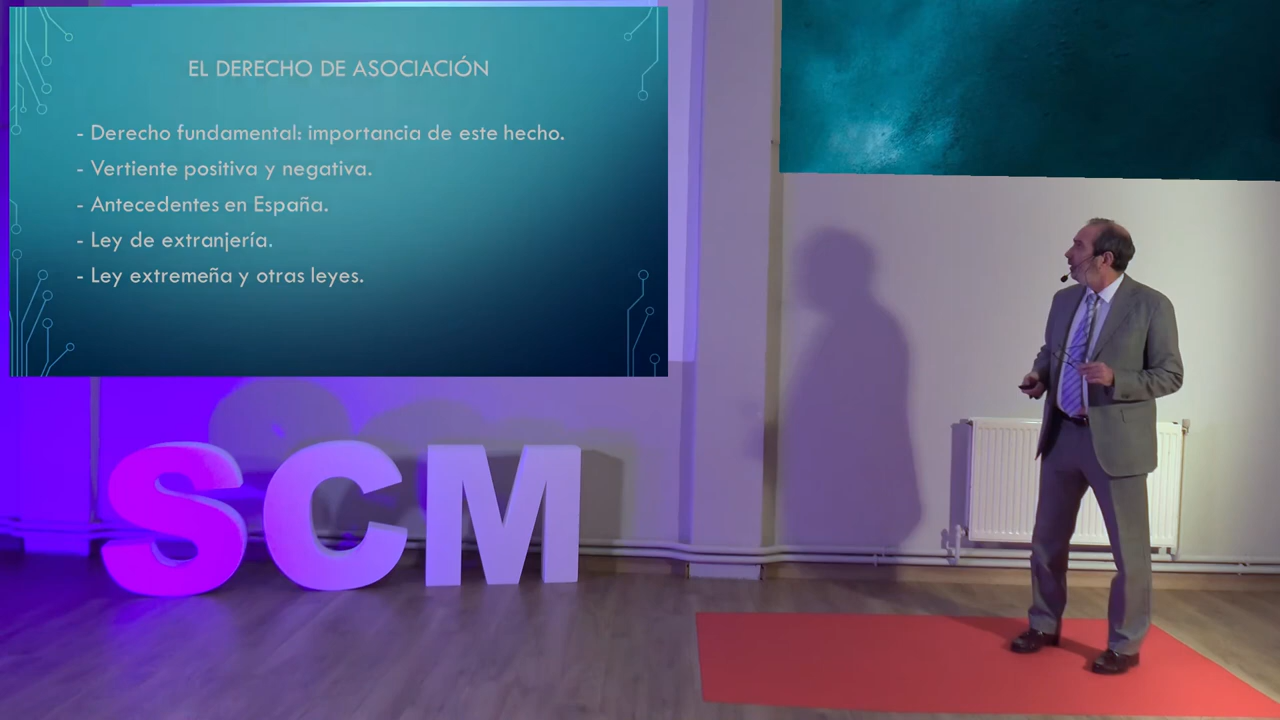 EL DERECHO DE ASOCIACIÓN
- Derecho fundamental: importancia de este hecho.
- Vertiente positiva y negativa.
- Antecedentes en España.
- Ley de extranjería.
- Ley extremeña y otras leyes.
SCM